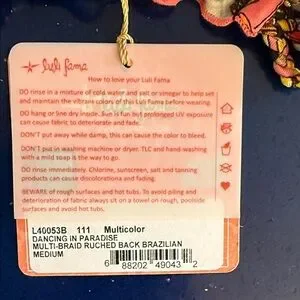 luli fama
How to love your Luli Fama
DO rinse in a mixture of cold water and salt or vinegar to help set
and maintain the vibrant colors of this Luli Fama before wearing.
DO hang or line dry inside. Sun is fun but prolonged UV exposure
can cause fabric to deteriorate and fade.
DON'T put away while damp, this can cause the color to bleed.
DON'T put in washing machine or dryer. TLC and hand-washing
with a mild soap is the way to go.
DO rinse immediately. Chlorine, sunscreen, salt and tanning
products can cause discolorationa and fading.
BEWARE of rough surfaces and hot tubs. To avoid piling and
deterioration of fabric always sit on a towel on rough, poolside
surfaces and avoid hot tubs.
L40053B 111 Multicolor
DANCING IN PARADISE
MULTI-BRAID RUCHED BACK BRAZILIAN
MEDIUM
6 88202 49043 2